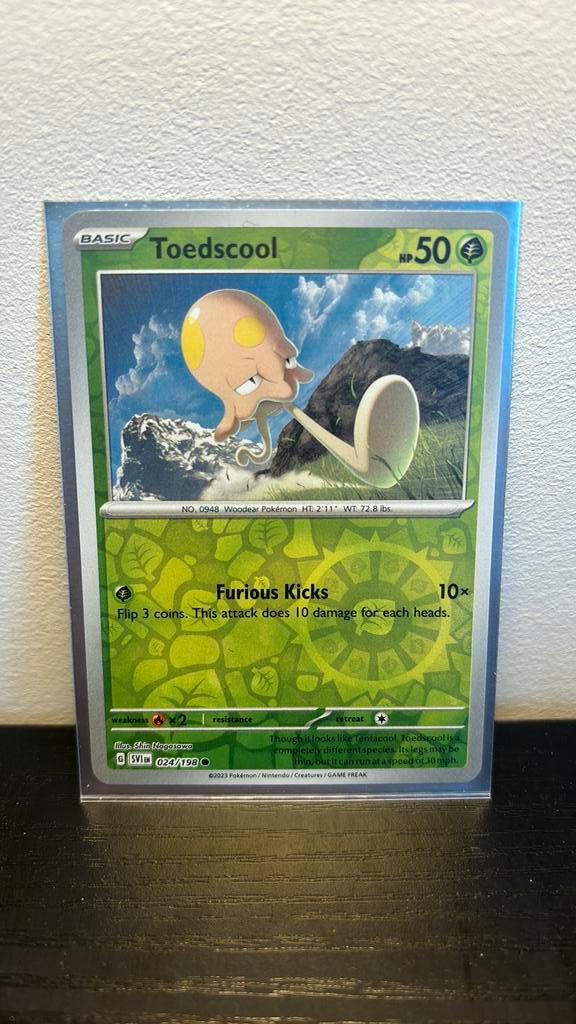 BASIC Toedscool HP 50
NO. 0948 Woodear Pokémon HT: 2'11" WT: 72.8 lbs.
Furious Kicks 10×
Flip 3 coins. This attack does 10 damage for each heads.
weakness ×2 resistance retreat
Illus. Shin Nagasawa
Though it looks like Tentacool, Toedscool is a
completely different species. Its legs may be
thin, but it can run at a speed of 30 mph.
G SVI EN 024/198
©2023 Pokémon / Nintendo / Creatures / GAME FREAK